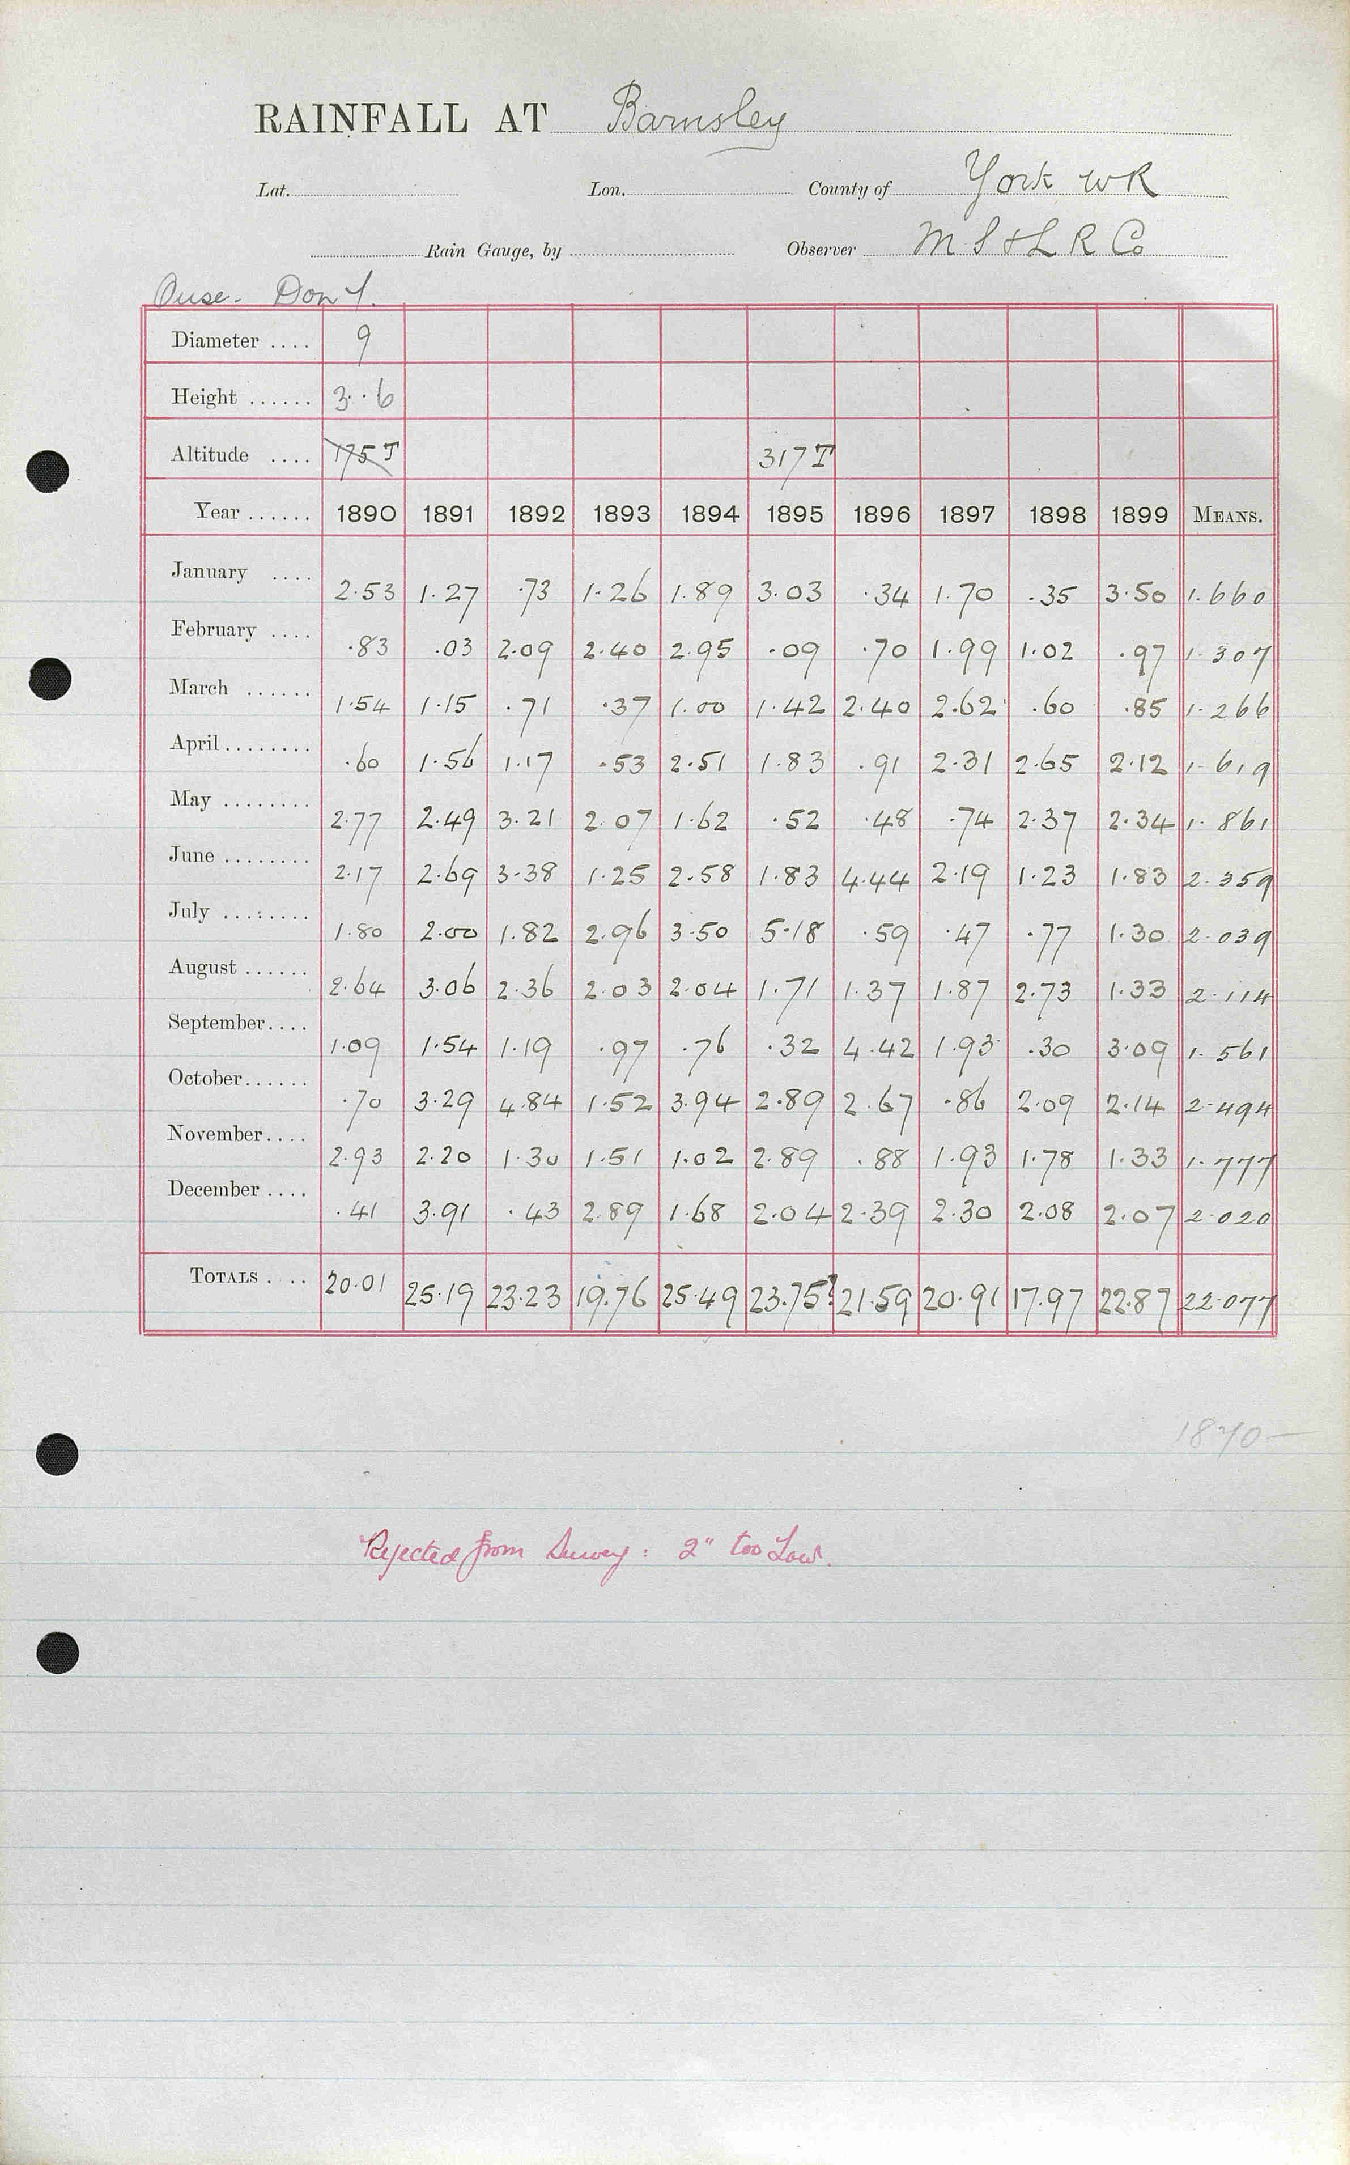 RAINFALL AT Barnsley
Lat. Lon. County of York WR
Rain Gauge, by Observer M S & L R Co
Ouse. Don 1.
Diameter .... 9
Height ...... 3..6
Altitude .... 175T 317T
Year ...... 1890 1891 1892 1893 1894 1895 1896 1897 1898 1899 MEANS.
January .... 2.53 1.27 .73 1.26 1.89 3.03 .34 1.70 .35 3.50 1.660
February .... .83 .03 2.09 2.40 2.95 .09 .70 1.99 1.02 .97 1.307
March ...... 1.54 1.15 .71 .37 1.00 1.42 2.40 2.62 .60 .85 1.266
April ........ .60 1.56 1.17 .53 2.51 1.83 .91 2.31 2.65 2.12 1.619
May ........ 2.77 2.49 3.21 2.07 1.62 .52 .48 .74 2.37 2.34 1.861
June ........ 2.17 2.69 3.38 1.25 2.58 1.83 4.44 2.19 1.23 1.83 2.359
July ........ 1.80 2.00 1.82 2.96 3.50 5.18 .59 .47 .77 1.30 2.039
August ...... 2.64 3.06 2.36 2.03 2.04 1.71 1.37 1.87 2.73 1.33 2.114
September.... 1.09 1.54 1.19 .97 .76 .32 4.42 1.93 .30 3.09 1.561
October...... .70 3.29 4.84 1.52 3.94 2.89 2.67 .86 2.09 2.14 2.494
November.... 2.93 2.20 1.30 1.51 1.02 2.89 .88 1.93 1.78 1.33 1.777
December .... .41 3.91 .43 2.89 1.68 2.04 2.39 2.30 2.08 2.07 2.020
TOTALS .... 20.01 25.19 23.23 19.76 25.49 23.75? 21.59 20.91 17.97 22.87 22.077
1870-
Rejected from Survey: 2" too Low.